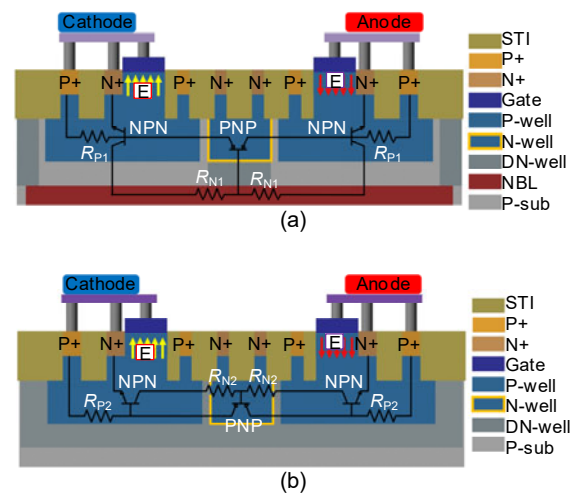 Cathode
Anode
P+ N+ E P+ N+ N+ P+ E N+ P+
NPN PNP NPN
RP1 RP1
RN1 RN1
STI
P+
N+
Gate
P-well
N-well
DN-well
NBL
P-sub
(a)
Cathode
Anode
P+ N+ E P+ N+ N+ P+ E N+ P+
NPN RN2 RN2 NPN
RP2 RP2
PNP
STI
P+
N+
Gate
P-well
N-well
DN-well
P-sub
(b)